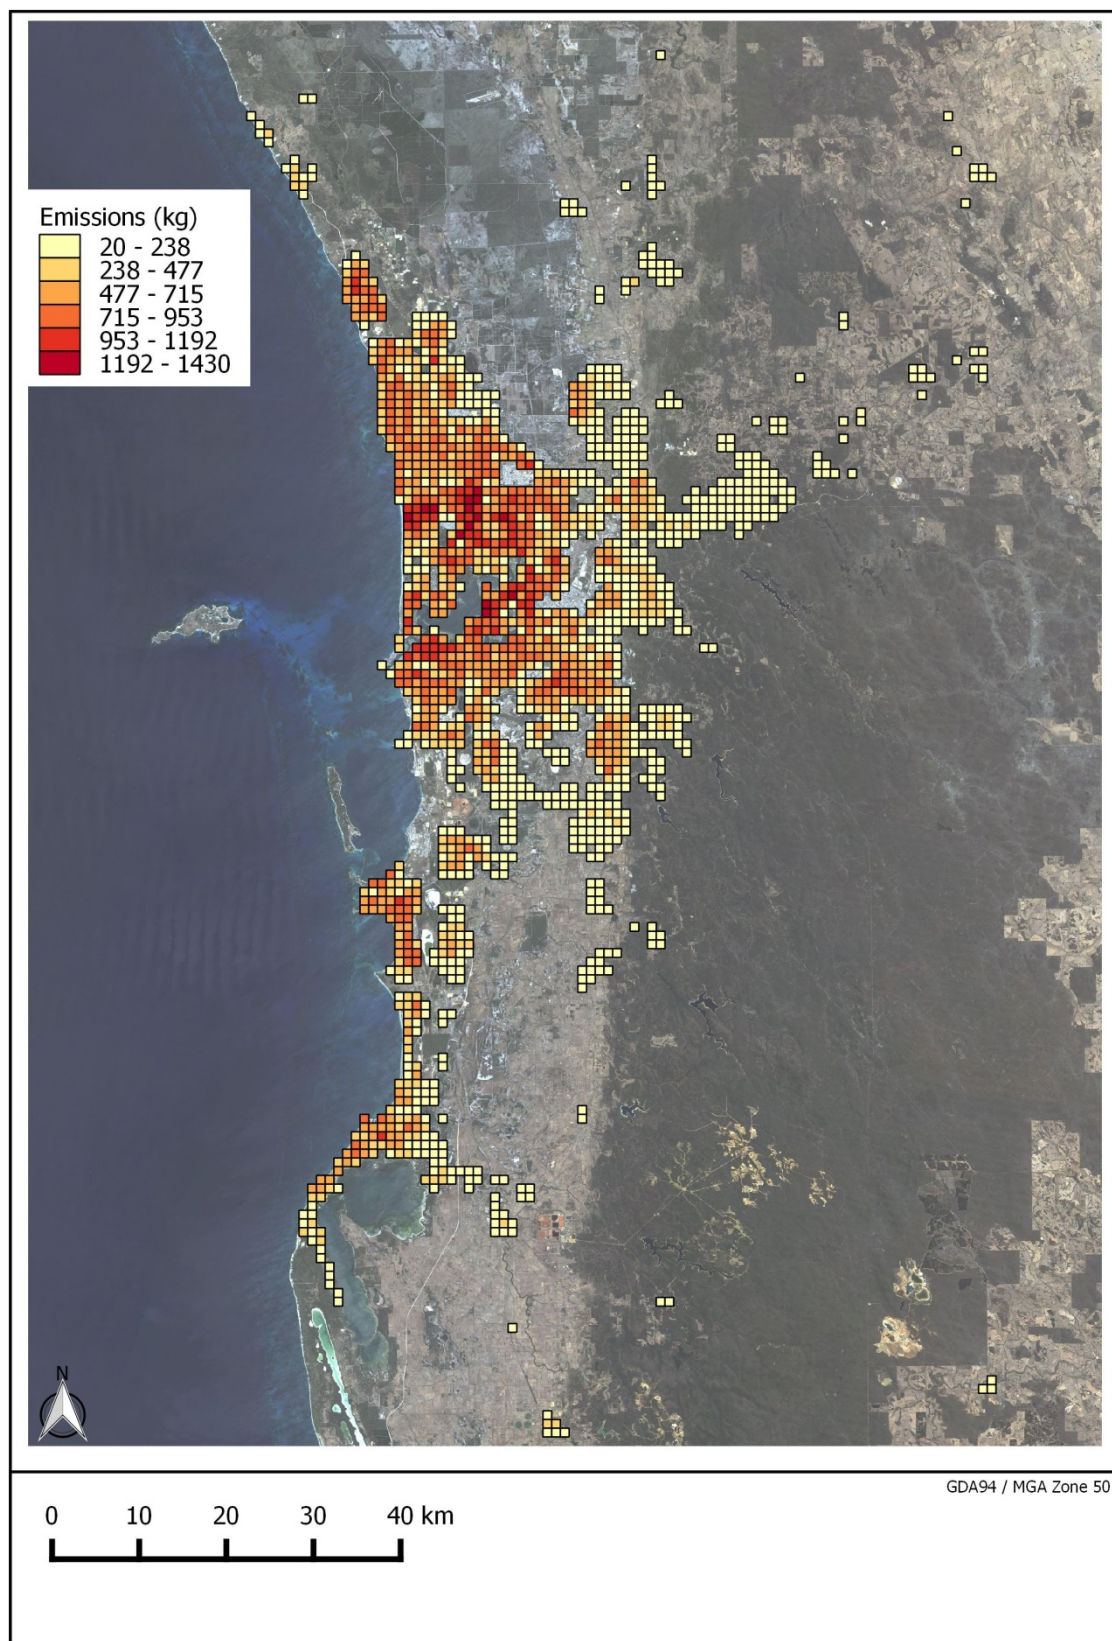 Emissions (kg)
20 - 238
238 - 477
477 - 715
715 - 953
953 - 1192
1192 - 1430
N
GDA94 / MGA Zone 50
0 10 20 30 40 km